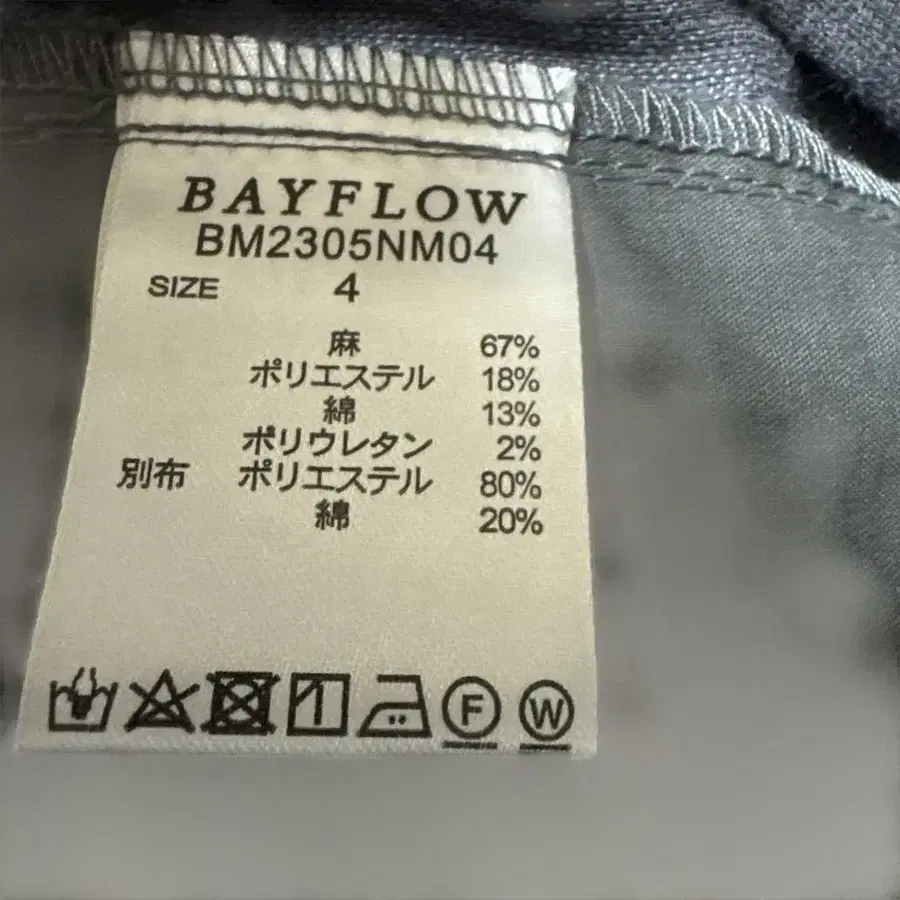 BAYFLOW
BM2305NM04
SIZE 4
麻 67%
ポリエステル 18%
綿 13%
ポリウレタン 2%
別布 ポリエステル 80%
綿 20%
F W